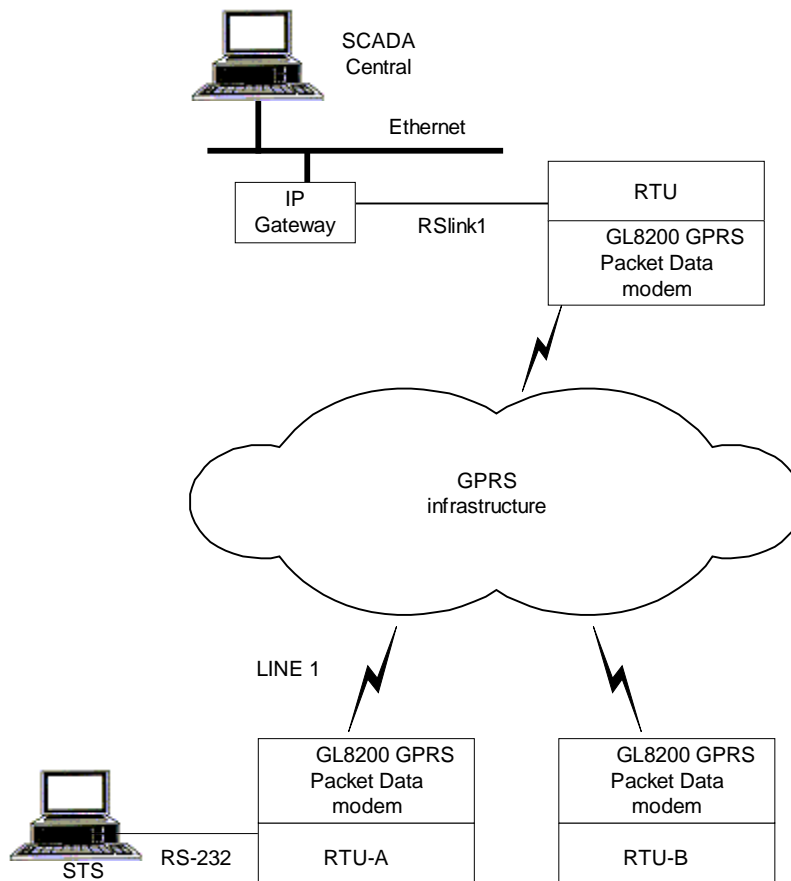 SCADA
Central
Ethernet
IP
Gateway
RSlink1
RTU
GL8200 GPRS
Packet Data
modem
GPRS
infrastructure
LINE 1
GL8200 GPRS
Packet Data
modem
RTU-A
STS
RS-232
GL8200 GPRS
Packet Data
modem
RTU-B